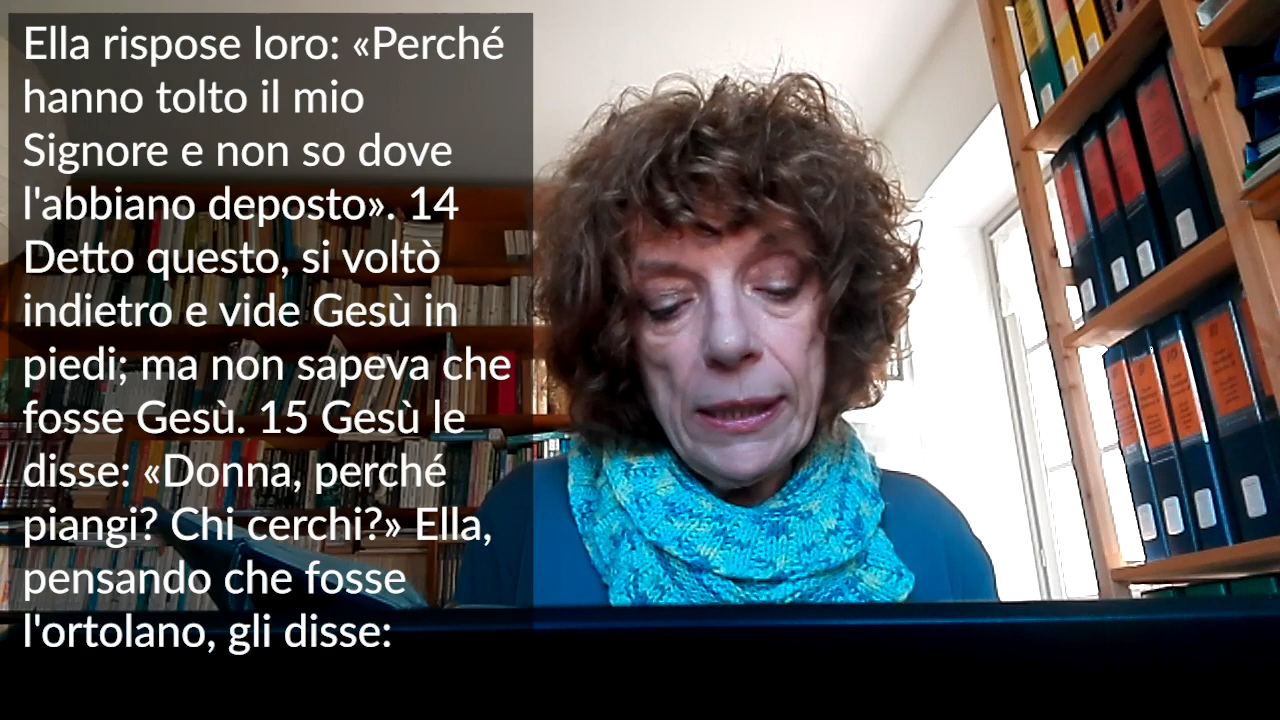 Ella rispose loro: «Perché
hanno tolto il mio
Signore e non so dove
l'abbiano deposto». 14
Detto questo, si voltò
indietro e vide Gesù in
piedi; ma non sapeva che
fosse Gesù. 15 Gesù le
disse: «Donna, perché
piangi? Chi cerchi?» Ella,
pensando che fosse
l'ortolano, gli disse: